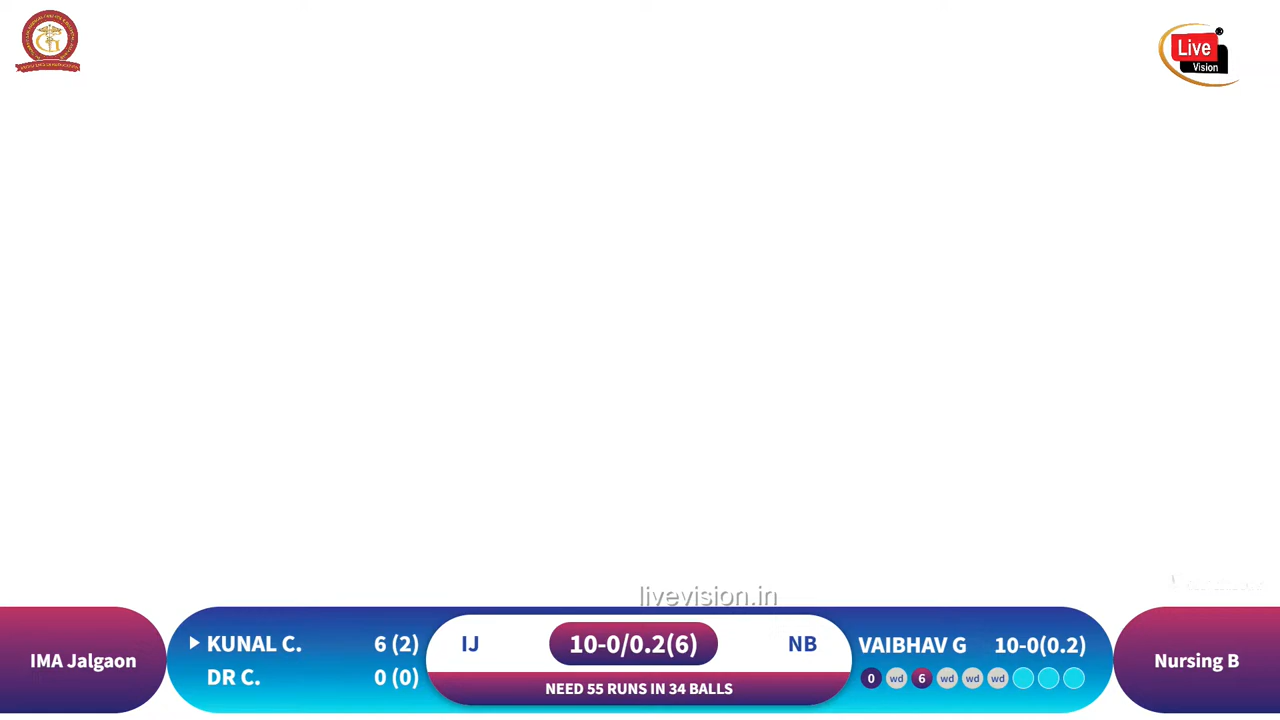 Live
Vision
livevision.in
IMA Jalgaon
KUNAL C. 6 (2)
DR C. 0 (0)
IJ 10-0/0.2(6) NB
NEED 55 RUNS IN 34 BALLS
VAIBHAV G 10-0(0.2)
0 wd 6 wd wd wd
Nursing B